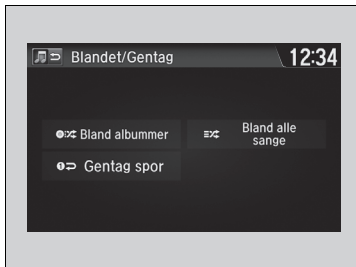 Blandet/Gentag
12:34
Bland albummer
Bland alle
sange
Gentag spor